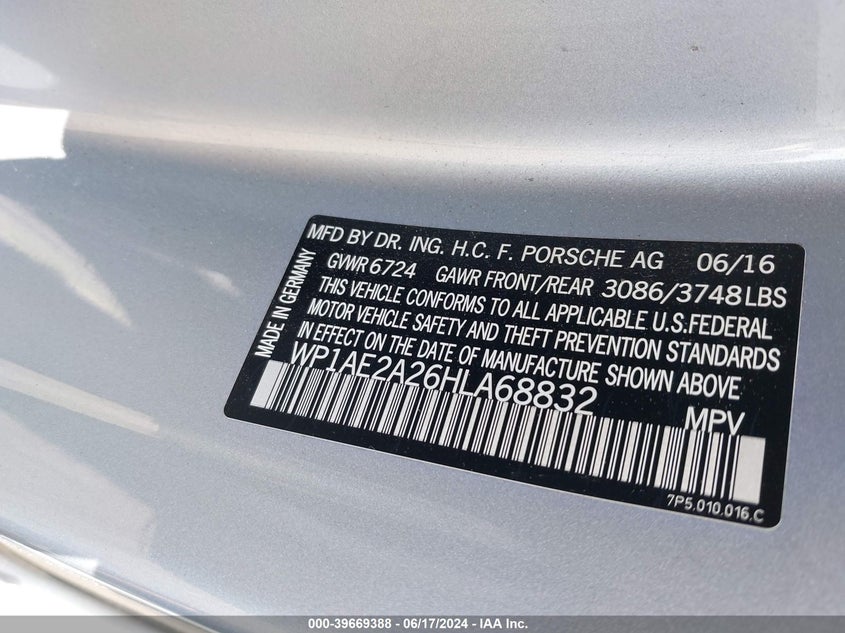 MFD BY DR. ING. H.C. F. PORSCHE AG 06/16
GVWR 6724 GAWR FRONT/REAR 3086/3748 LBS
THIS VEHICLE CONFORMS TO ALL APPLICABLE U.S.FEDERAL
MOTOR VEHICLE SAFETY AND THEFT PREVENTION STANDARDS
IN EFFECT ON THE DATE OF MANUFACTURE SHOWN ABOVE
WP1AE2A26HLA68832 MPV
MADE IN GERMANY
7P5.010.016.C
000-39669388 - 06/17/2024 - IAA Inc.